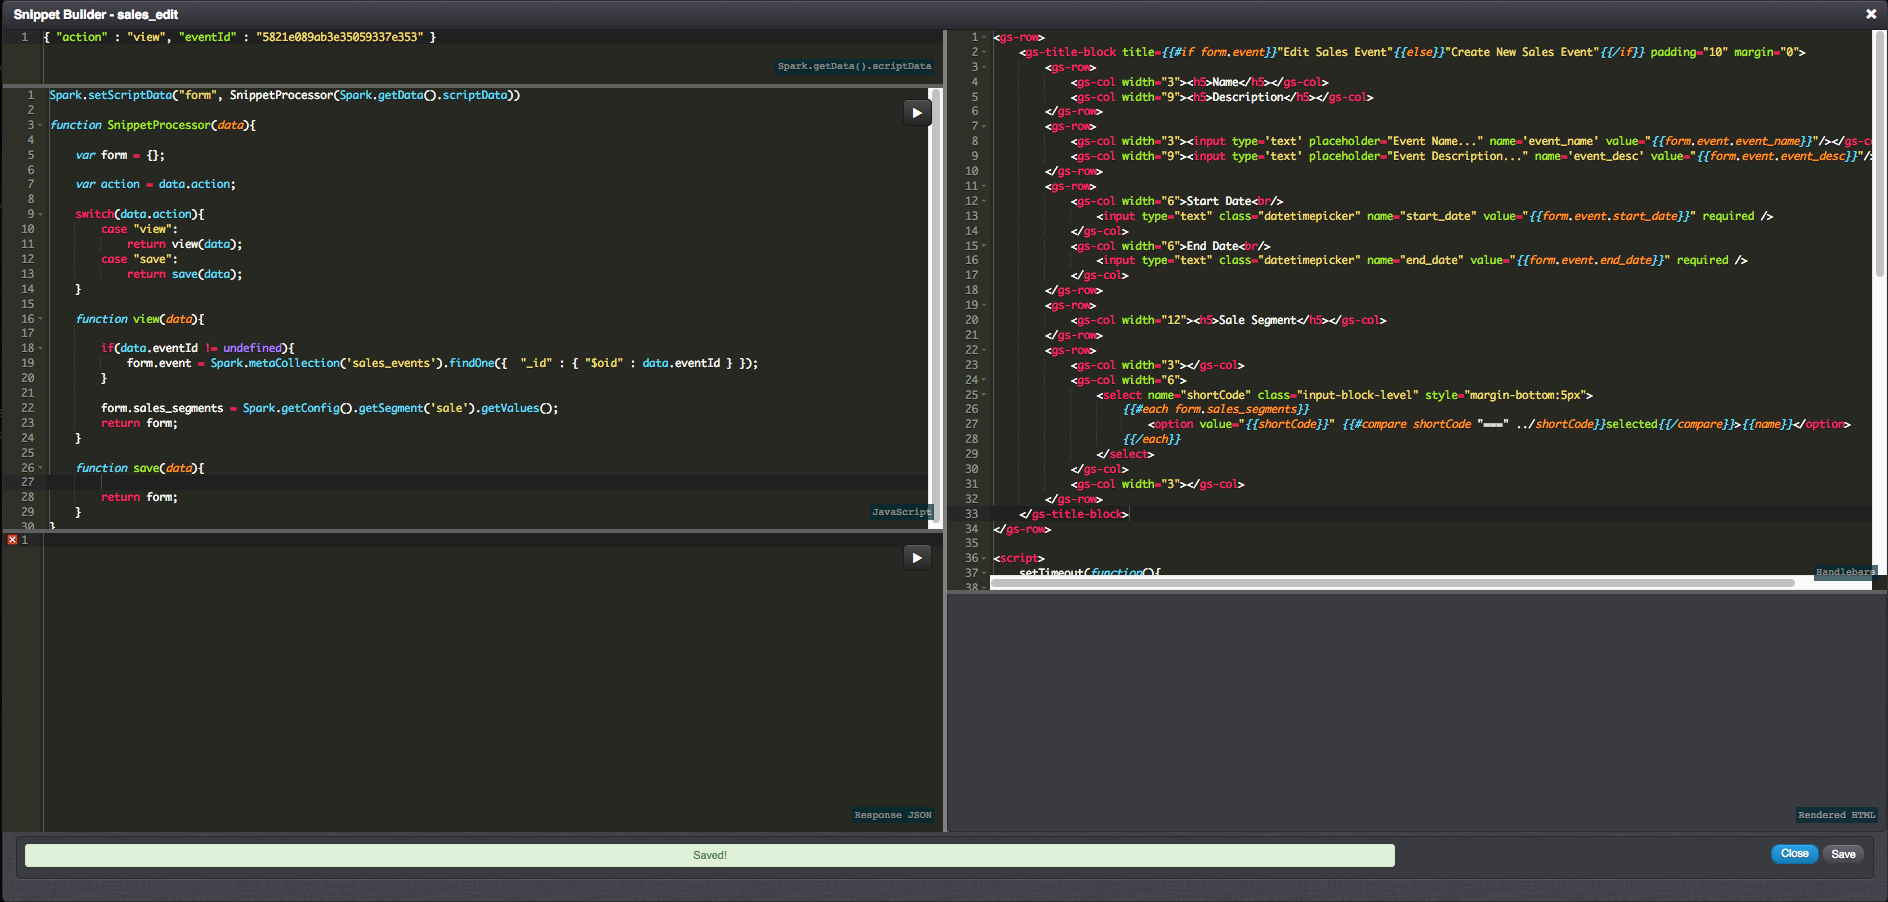 Snippet Builder - sales_edit
1 { "action" : "view", "eventId" : "5821e089ab3e35059337e353" }
Spark.getData().scriptData
1 Spark.setScriptData("form", SnippetProcessor(Spark.getData().scriptData))
2
3 function SnippetProcessor(data){
4
5 var form = {};
6
7 var action = data.action;
8
9 switch(data.action){
10 case "view":
11 return view(data);
12 case "save":
13 return save(data);
14 }
15
16 function view(data){
17
18 if(data.eventId != undefined){
19 form.event = Spark.metaCollection('sales_events').findOne({  "_id" : { "$oid" : data.eventId } });
20 }
21
22 form.sales_segments = Spark.getConfig().getSegment('sale').getValues();
23 return form;
24 }
25
26 function save(data){
27
28 return form;
29 }
30 }
JavaScript
1
Response JSON
1 <gs-row>
2 <gs-title-block title={{#if form.event}}"Edit Sales Event"{{else}}"Create New Sales Event"{{/if}} padding="10" margin="0">
3 <gs-row>
4 <gs-col width="3"><h5>Name</h5></gs-col>
5 <gs-col width="9"><h5>Description</h5></gs-col>
6 </gs-row>
7 <gs-row>
8 <gs-col width="3"><input type='text' placeholder="Event Name..." name='event_name' value="{{form.event.event_name}}"/></gs-c
9 <gs-col width="9"><input type='text' placeholder="Event Description..." name='event_desc' value="{{form.event.event_desc}}"/
10 </gs-row>
11 <gs-row>
12 <gs-col width="6">Start Date<br/>
13 <input type="text" class="datetimepicker" name="start_date" value="{{form.event.start_date}}" required />
14 </gs-col>
15 <gs-col width="6">End Date<br/>
16 <input type="text" class="datetimepicker" name="end_date" value="{{form.event.end_date}}" required />
17 </gs-col>
18 </gs-row>
19 <gs-row>
20 <gs-col width="12"><h5>Sale Segment</h5></gs-col>
21 </gs-row>
22 <gs-row>
23 <gs-col width="3"></gs-col>
24 <gs-col width="6">
25 <select name="shortCode" class="input-block-level" style="margin-bottom:5px">
26 {{#each form.sales_segments}}
27 <option value="{{shortCode}}" {{#compare shortCode "===" ../shortCode}}selected{{/compare}}>{{name}}</option>
28 {{/each}}
29 </select>
30 </gs-col>
31 <gs-col width="3"></gs-col>
32 </gs-row>
33 </gs-title-block>
34 </gs-row>
35
36 <script>
37 setTimeout(function(){
38
Handlebars
Rendered HTML
Saved!
Close
Save